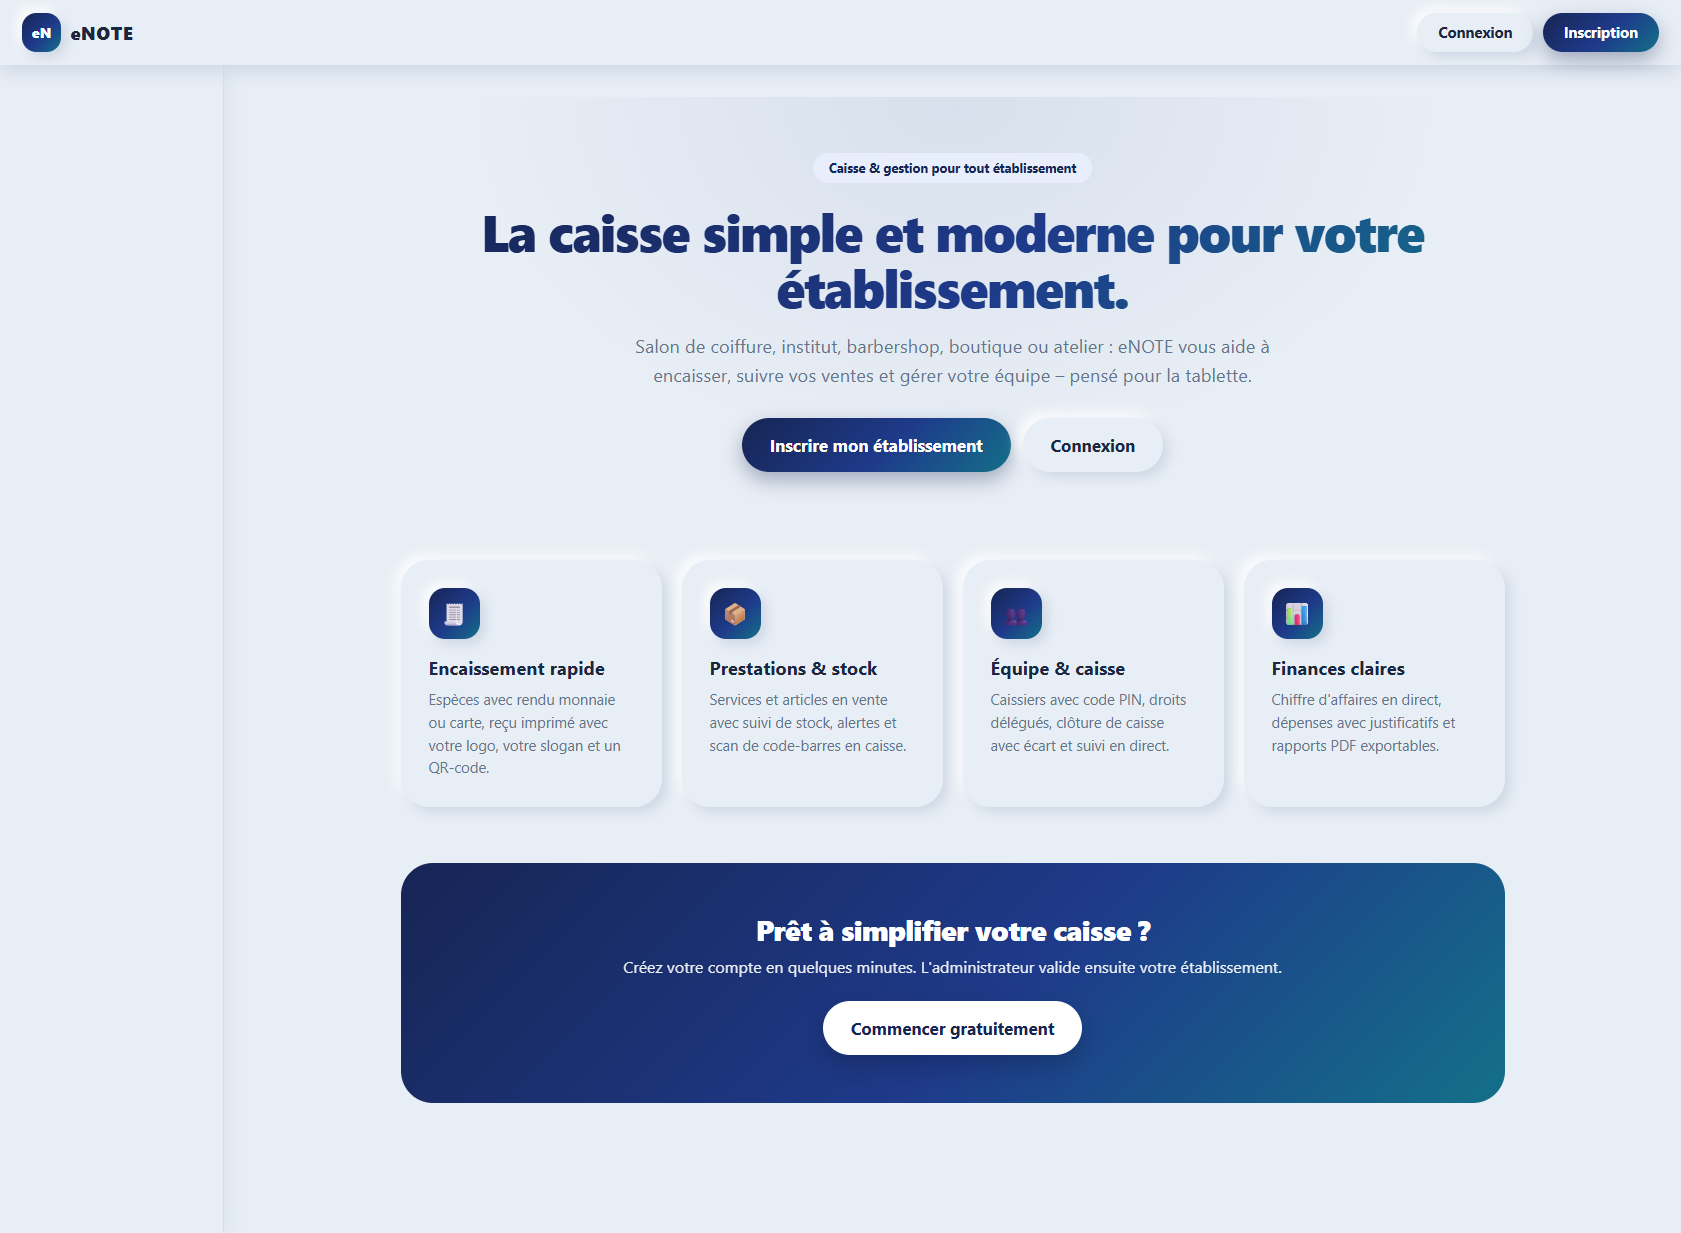 eN eNOTE
Connexion
Inscription
Caisse & gestion pour tout établissement
La caisse simple et moderne pour votre
établissement.
Salon de coiffure, institut, barbershop, boutique ou atelier : eNOTE vous aide à
encaisser, suivre vos ventes et gérer votre équipe – pensé pour la tablette.
Inscrire mon établissement
Connexion
Encaissement rapide
Espèces avec rendu monnaie
ou carte, reçu imprimé avec
votre logo, votre slogan et un
QR-code.
Prestations & stock
Services et articles en vente
avec suivi de stock, alertes et
scan de code-barres en caisse.
Équipe & caisse
Caissiers avec code PIN, droits
délégués, clôture de caisse
avec écart et suivi en direct.
Finances claires
Chiffre d'affaires en direct,
dépenses avec justificatifs et
rapports PDF exportables.
Prêt à simplifier votre caisse ?
Créez votre compte en quelques minutes. L'administrateur valide ensuite votre établissement.
Commencer gratuitement